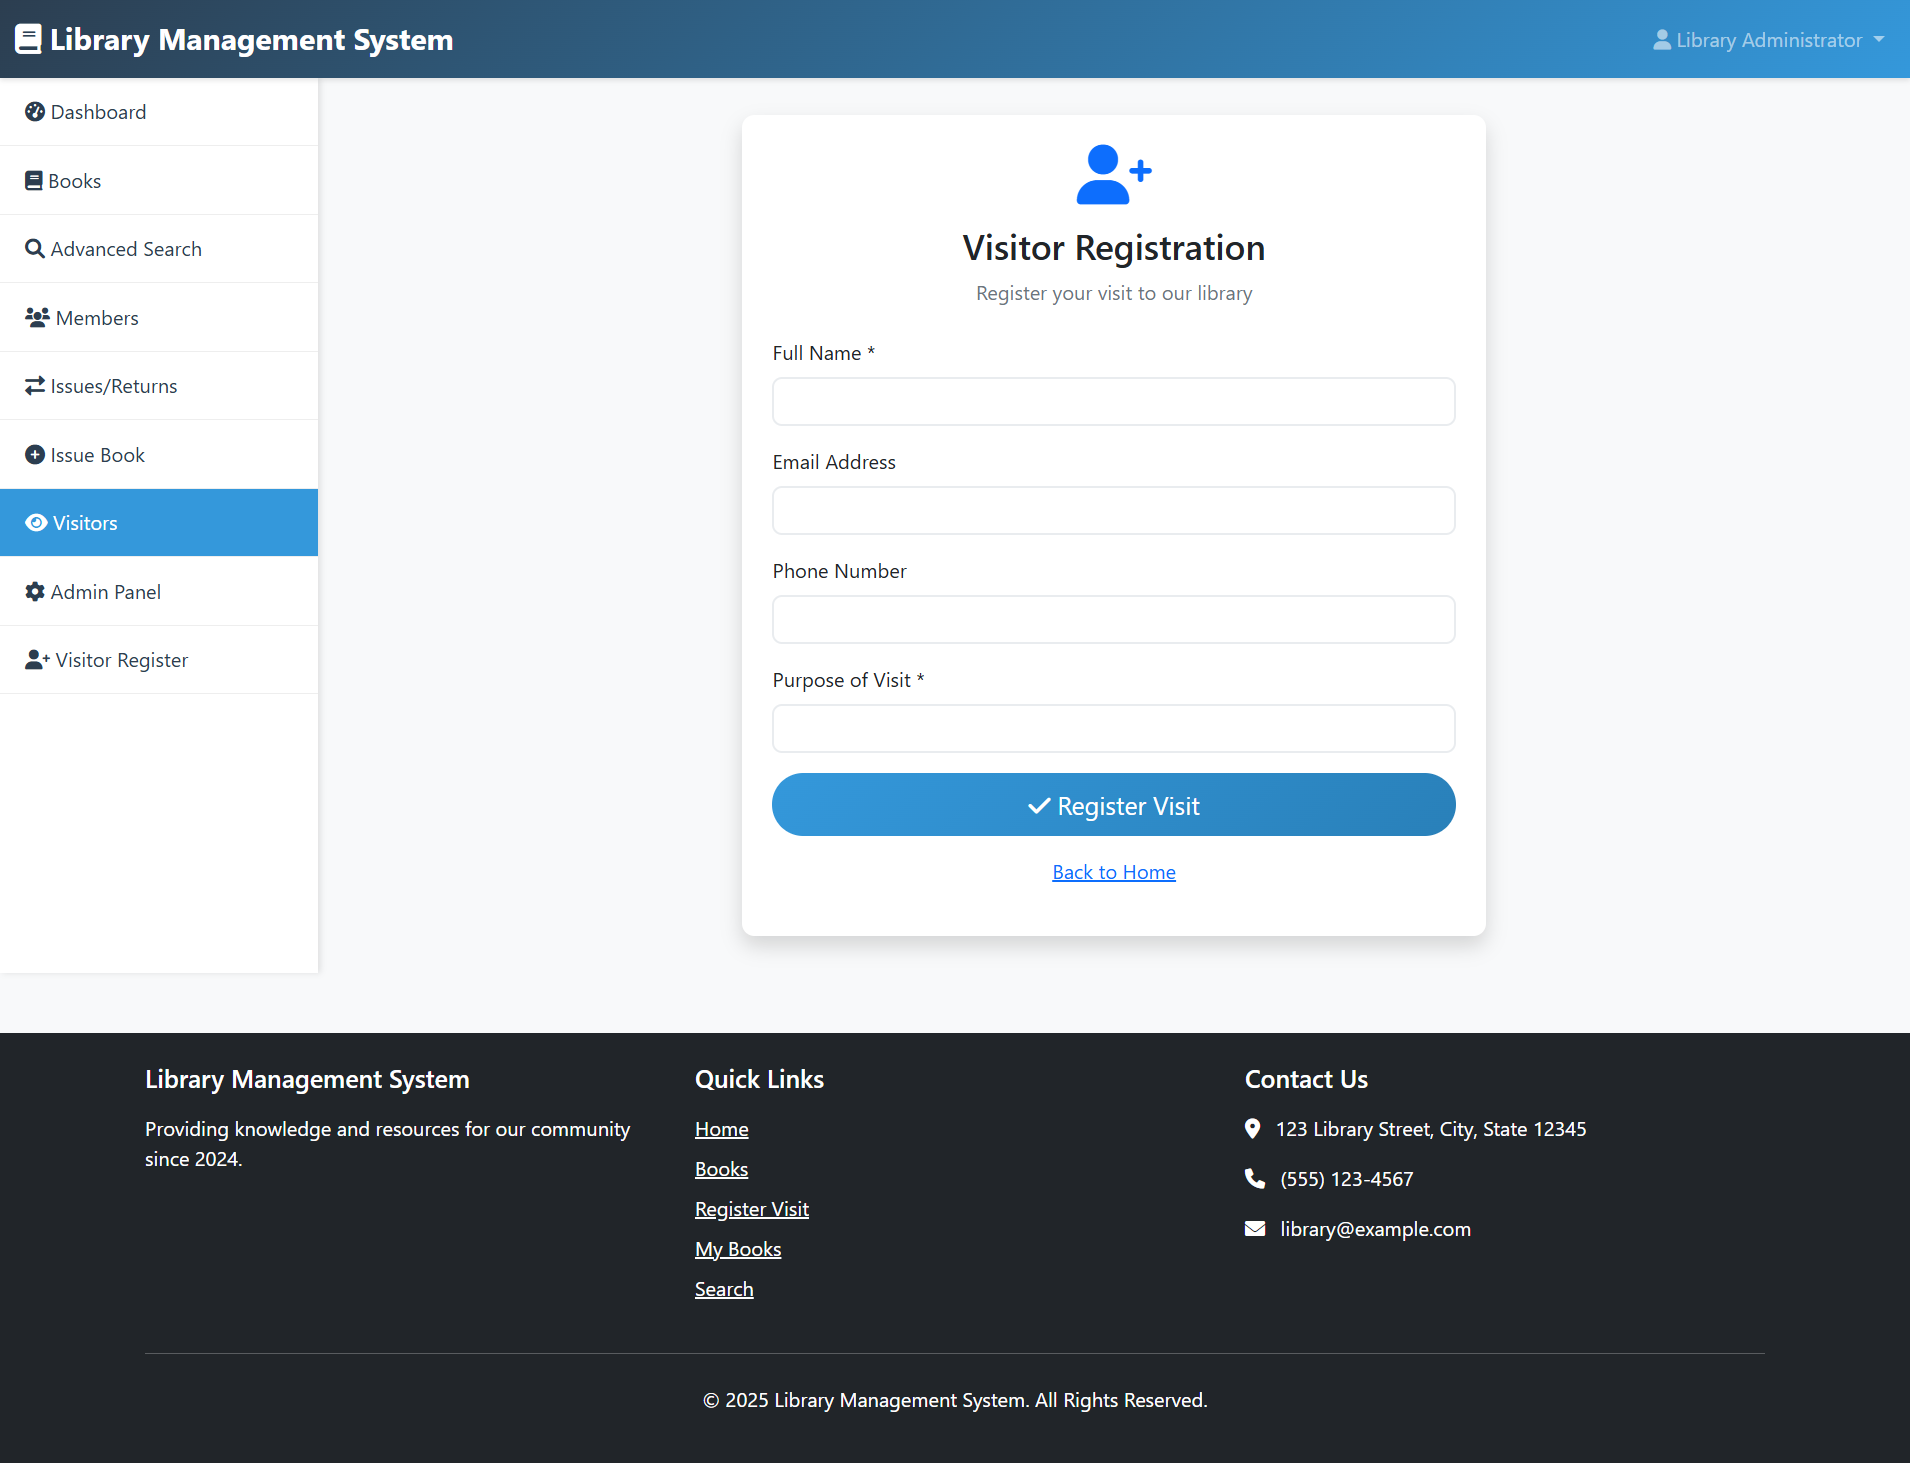 Library Management System
Library Administrator
Dashboard
Books
Advanced Search
Members
Issues/Returns
Issue Book
Visitors
Admin Panel
Visitor Register
Visitor Registration
Register your visit to our library
Full Name *
Email Address
Phone Number
Purpose of Visit *
Register Visit
Back to Home
Library Management System
Providing knowledge and resources for our community
since 2024.
Quick Links
Home
Books
Register Visit
My Books
Search
Contact Us
123 Library Street, City, State 12345
(555) 123-4567
library@example.com
© 2025 Library Management System. All Rights Reserved.